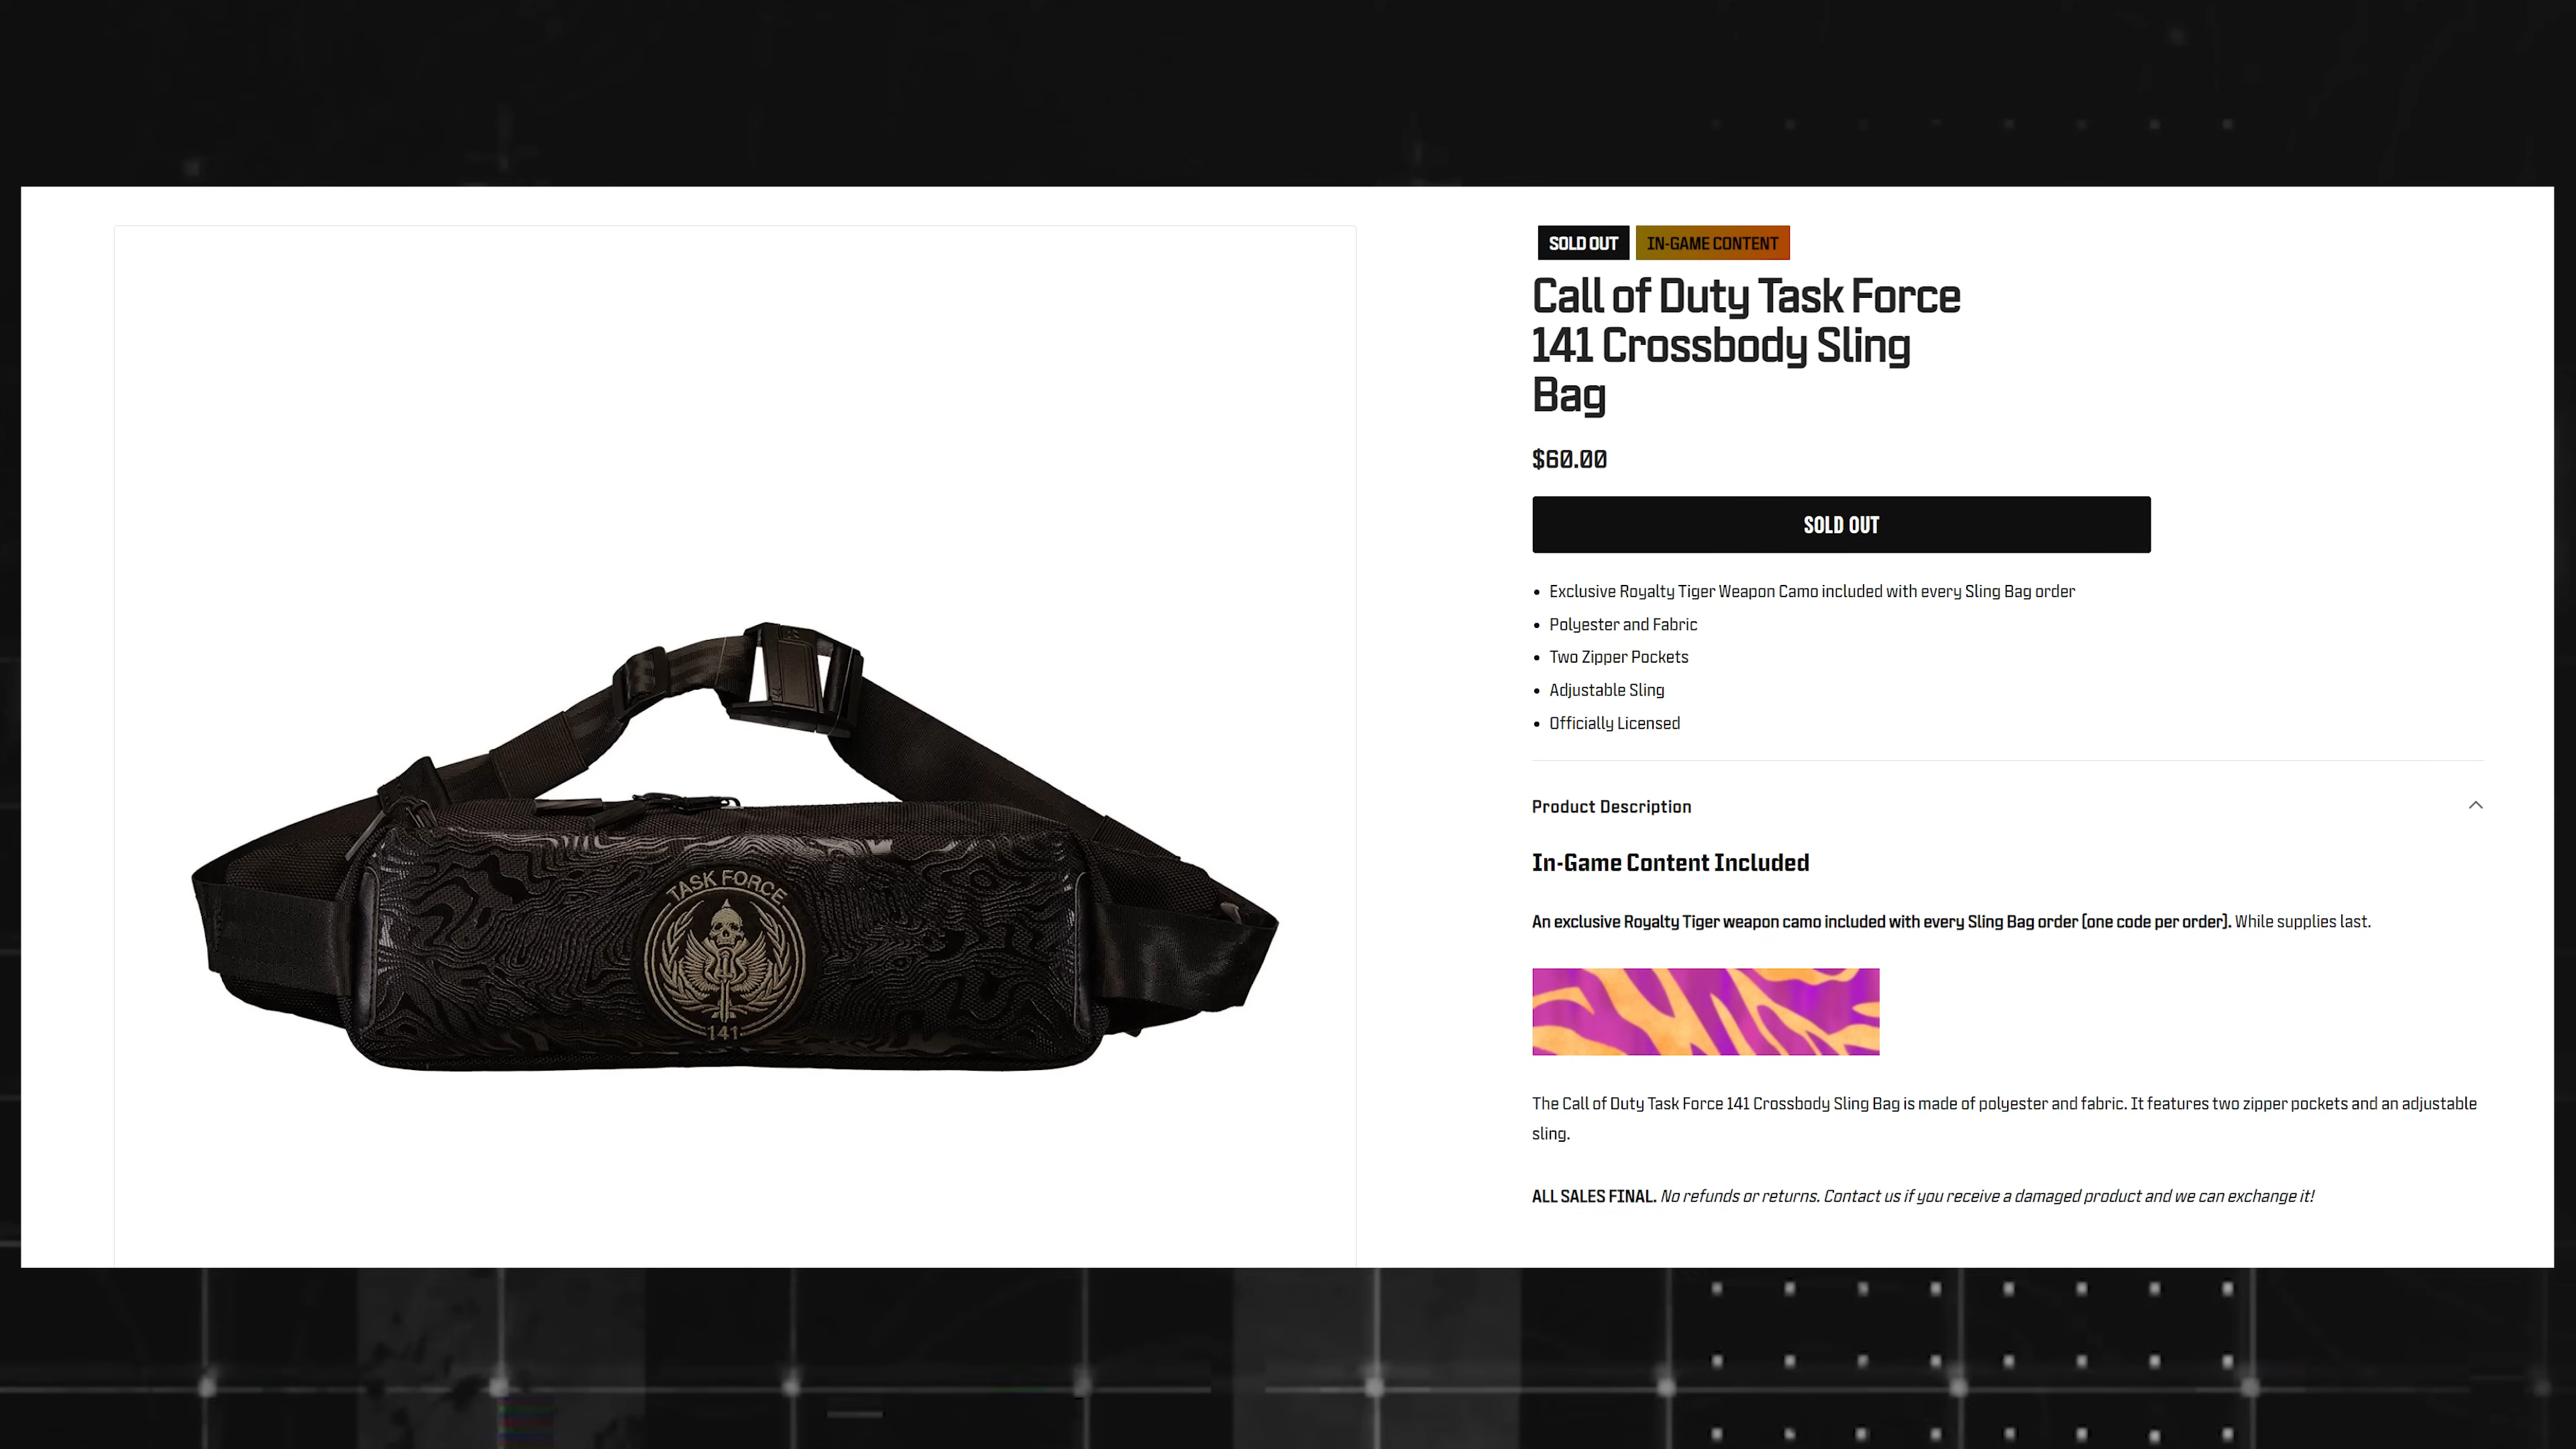 SOLD OUT
IN-GAME CONTENT
Call of Duty Task Force
141 Crossbody Sling
Bag
$60.00
SOLD OUT
• Exclusive Royalty Tiger Weapon Camo included with every Sling Bag order
• Polyester and Fabric
• Two Zipper Pockets
• Adjustable Sling
• Officially Licensed
Product Description
In-Game Content Included
An exclusive Royalty Tiger weapon camo included with every Sling Bag order (one code per order). While supplies last.
The Call of Duty Task Force 141 Crossbody Sling Bag is made of polyester and fabric. It features two zipper pockets and an adjustable
sling.
ALL SALES FINAL. No refunds or returns. Contact us if you receive a damaged product and we can exchange it!
TASK FORCE
141